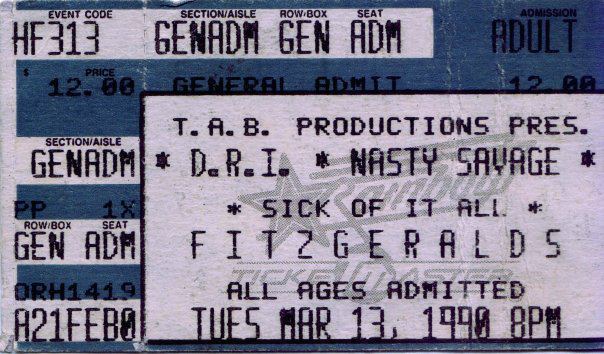 EVENT CODE SECTION/AISLE ROW/BOX SEAT ADMISSION
HF313 GENADM GEN ADM ADULT
$ PRICE
12.00 GENERAL ADMIT 12.00
SECTION/AISLE
GENADM
PP 1X
ROW/BOX SEAT
GEN ADM
ORH1419
A21FEB0
T.A.B. PRODUCTIONS PRES.
* D.R.I. * NASTY SAVAGE *
Rainbow
* SICK OF IT ALL *
FITZGERALDS
TICKETMASTER
ALL AGES ADMITTED
TUES MAR 13, 1990 8PM